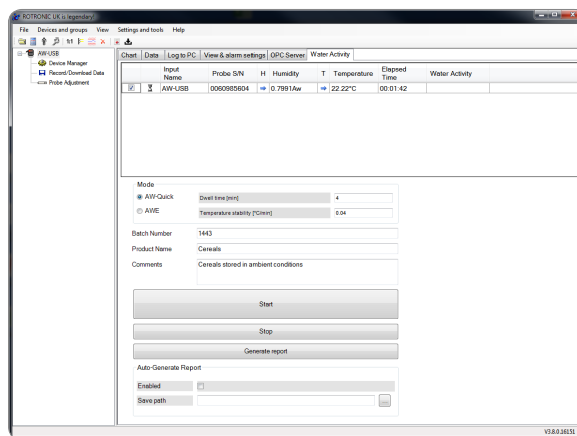 ROTRONIC UK is legendary
File Devices and groups View Settings and tools Help
AW-USB
Device Manager
Record/Download Data
Probe Adjustment
Chart Data Log to PC View & alarm settings OPC Server Water Activity
Input Name Probe S/N H Humidity T Temperature Elapsed Time Water Activity
AW-USB 0060985604 0.7991Aw 22.22°C 00:01:42
Mode
AW-Quick Dwell time [min] 4
AWE Temperature stability [°C/min] 0.04
Batch Number 1443
Product Name Cereals
Comments Cereals stored in ambient conditions
Start
Stop
Generate report
Auto-Generate Report
Enabled
Save path ...
V3.8.0.16151